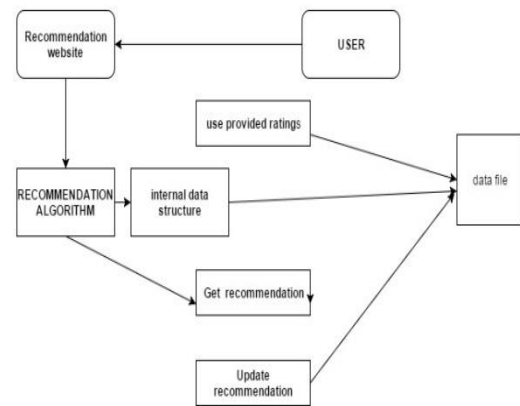 Recommendation
website
USER
use provided ratings
data file
RECOMMENDATION
ALGORITHM
internal data
structure
Get recommendation
Update
recommendation